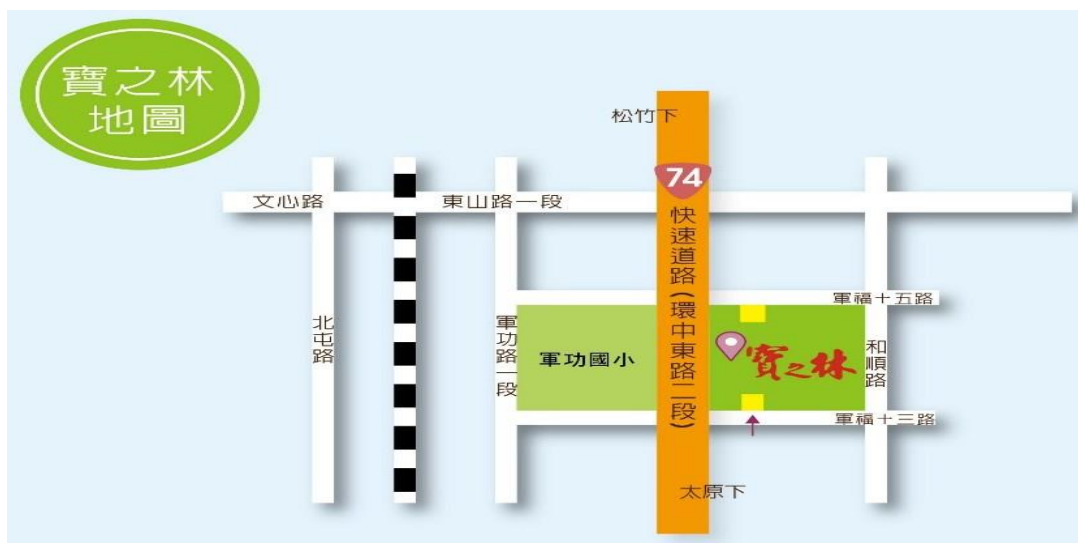 寶之林
地圖
松竹下
74
文心路
東山路一段
快速道路(環中東路二段)
軍福十五路
北屯路
軍功路一段
軍功國小
寶之林
和順路
軍福十三路
太原下